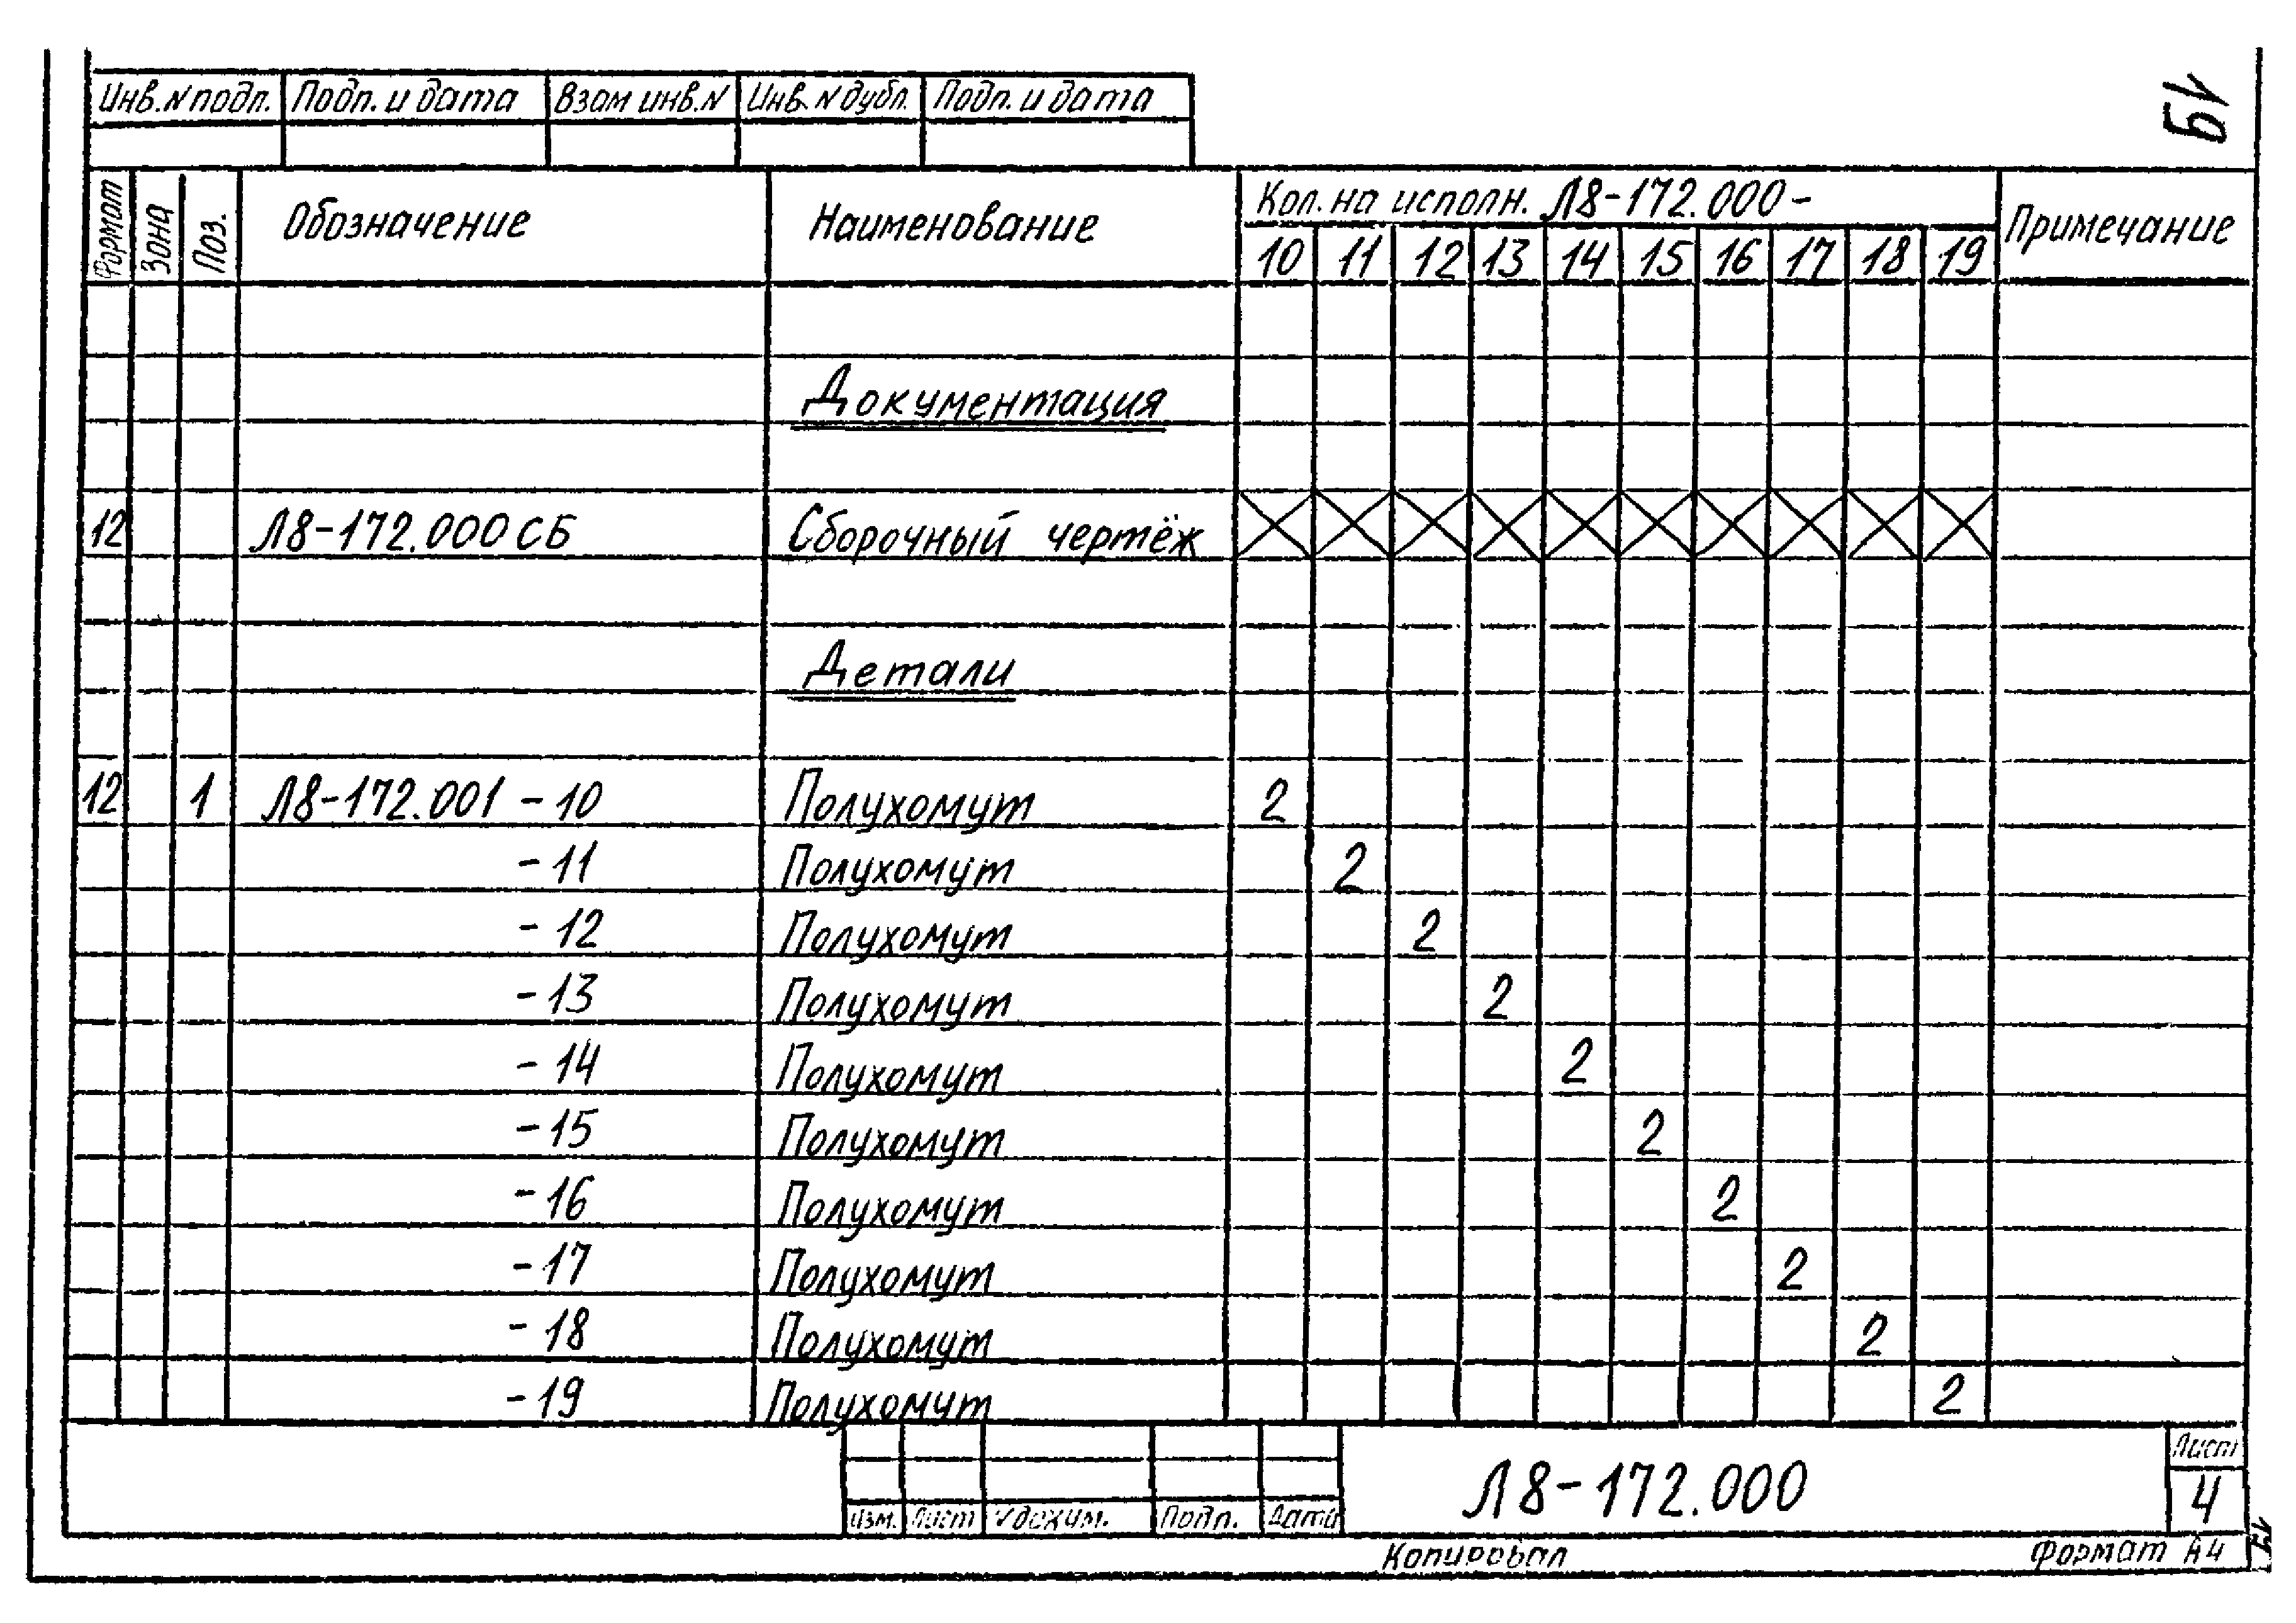 19
Инв.N подл. Подп. и дата Взам инв.N Инв.N дубл. Подп. и дата
Формат Зона Поз. Обозначение Наименование Кол. на исполн. Л8-172.000- Примечание
10 11 12 13 14 15 16 17 18 19
Документация
12 Л8-172.000 СБ Сборочный чертёж
Детали
12 1 Л8-172.001 -10 Полухомут 2
-11 Полухомут 2
-12 Полухомут 2
-13 Полухомут 2
-14 Полухомут 2
-15 Полухомут 2
-16 Полухомут 2
-17 Полухомут 2
-18 Полухомут 2
-19 Полухомут 2
Л8-172.000 Лист
4
Изм. Лист Подп. Дата
Копировал Формат А4